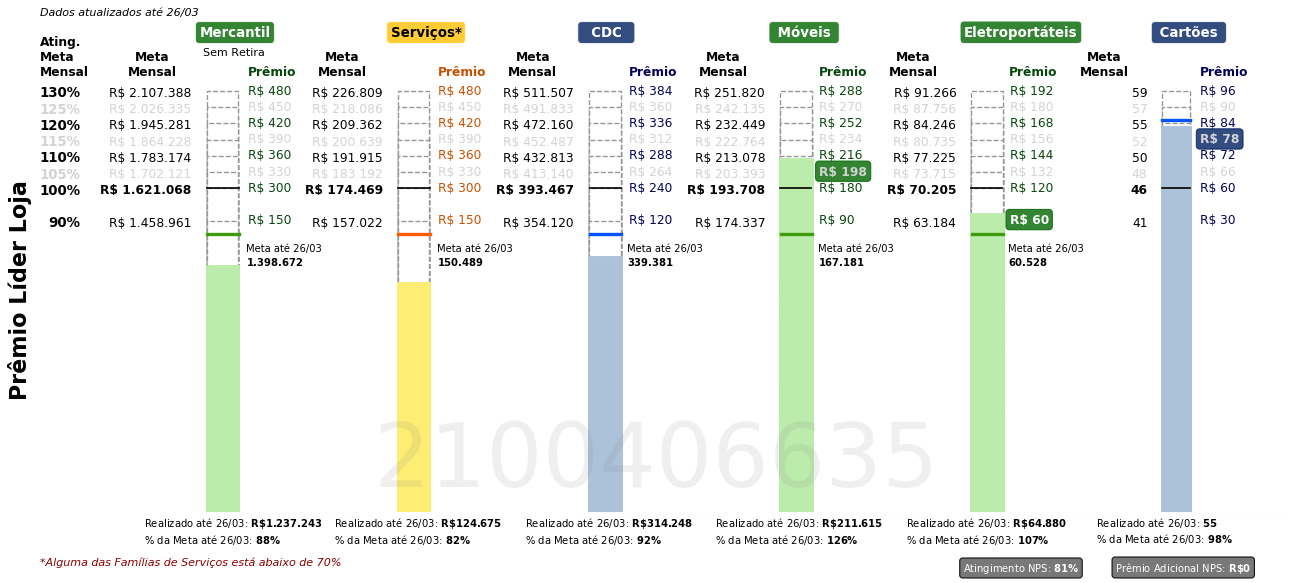 Dados atualizados até 26/03
Mercantil Serviços* CDC Móveis Eletroportáteis Cartões
Sem Retira
Ating. Meta Mensal Meta Mensal Prêmio Meta Mensal Prêmio Meta Mensal Prêmio Meta Mensal Prêmio Meta Mensal Prêmio Meta Mensal Prêmio
130% R$ 2.107.388 R$ 480 R$ 226.809 R$ 480 R$ 511.507 R$ 384 R$ 251.820 R$ 288 R$ 91.266 R$ 192 59 R$ 96
125% R$ 2.026.335 R$ 450 R$ 218.086 R$ 450 R$ 491.833 R$ 360 R$ 242.135 R$ 270 R$ 87.756 R$ 180 57 R$ 90
120% R$ 1.945.281 R$ 420 R$ 209.362 R$ 420 R$ 472.160 R$ 336 R$ 232.449 R$ 252 R$ 84.246 R$ 168 55 R$ 84
115% R$ 1.864.228 R$ 390 R$ 200.639 R$ 390 R$ 452.487 R$ 312 R$ 222.764 R$ 234 R$ 80.735 R$ 156 52 R$ 78
110% R$ 1.783.174 R$ 360 R$ 191.915 R$ 360 R$ 432.813 R$ 288 R$ 213.078 R$ 216 R$ 77.225 R$ 144 50 R$ 72
105% R$ 1.702.121 R$ 330 R$ 183.192 R$ 330 R$ 413.140 R$ 264 R$ 203.393 R$ 198 R$ 73.715 R$ 132 48 R$ 66
100% R$ 1.621.068 R$ 300 R$ 174.469 R$ 300 R$ 393.467 R$ 240 R$ 193.708 R$ 180 R$ 70.205 R$ 120 46 R$ 60
90% R$ 1.458.961 R$ 150 R$ 157.022 R$ 150 R$ 354.120 R$ 120 R$ 174.337 R$ 90 R$ 63.184 R$ 60 41 R$ 30
Meta até 26/03 Meta até 26/03 Meta até 26/03 Meta até 26/03 Meta até 26/03
1.398.672 150.489 339.381 167.181 60.528
Prêmio Líder Loja
2100406635
Realizado até 26/03: R$1.237.243 Realizado até 26/03: R$124.675 Realizado até 26/03: R$314.248 Realizado até 26/03: R$211.615 Realizado até 26/03: R$64.880 Realizado até 26/03: 55
% da Meta até 26/03: 88% % da Meta até 26/03: 82% % da Meta até 26/03: 92% % da Meta até 26/03: 126% % da Meta até 26/03: 107% % da Meta até 26/03: 98%
*Alguma das Famílias de Serviços está abaixo de 70% Atingimento NPS: 81% Prêmio Adicional NPS: R$0